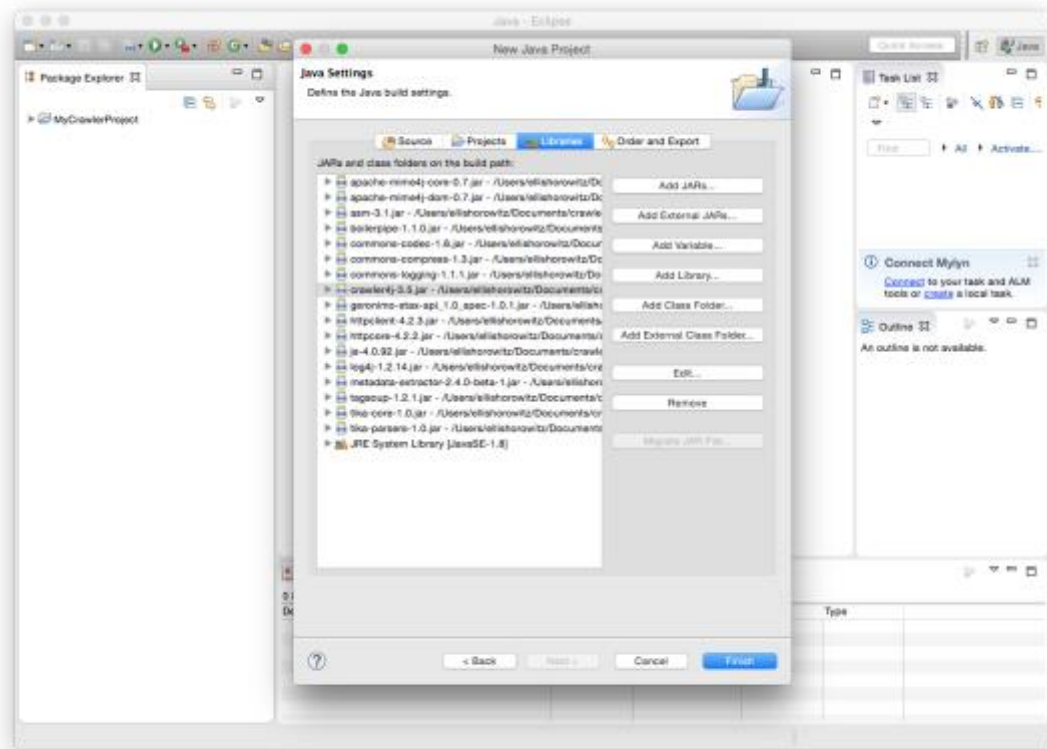 Java - Eclipse
Quick Access
Java
Package Explorer
MyCrawlerProject
New Java Project
Java Settings
Define the Java build settings.
Source
Projects
Libraries
Order and Export
JARs and class folders on the build path:
apache-mime4j-core-0.7.jar - /Users/ellishorowitz/Dc
apache-mime4j-dom-0.7.jar - /Users/ellishorowitz/Do
asm-3.1.jar - /Users/ellishorowitz/Documents/crawle
boilerpipe-1.1.0.jar - /Users/ellishorowitz/Docume
commons-codec-1.6.jar - /Users/ellishorowitz/Docur
commons-compress-1.3.jar - /Users/ellishorowitz/Do
commons-logging-1.1.1.jar - /Users/ellishorowitz/Do
crawler4j-3.5.jar - /Users/ellishorowitz/Documents/c
geronimo-stax-api_1.0_spec-1.0.1.jar - /Users/ellish
httpclient-4.2.3.jar - /Users/ellishorowitz/Documents
httpcore-4.2.2.jar - /Users/ellishorowitz/Documents/
je-4.0.92.jar - /Users/ellishorowitz/Documents/crawle
log4j-1.2.14.jar - /Users/ellishorowitz/Documents/cra
metadata-extractor-2.4.0-beta-1.jar - /Users/ellishor
tagsoup-1.2.1.jar - /Users/ellishorowitz/Documents/c
tika-core-1.0.jar - /Users/ellishorowitz/Documents/cr
tika-parsers-1.0.jar - /Users/ellishorowitz/Documents
JRE System Library [JavaSE-1.8]
Add JARs...
Add External JARs...
Add Variable...
Add Library...
Add Class Folder...
Add External Class Folder...
Edit...
Remove
Migrate JAR File...
< Back
Next >
Cancel
Finish
Task List
Find
All
Activate...
Connect Mylyn
Connect to your task and ALM
tools or create a local task.
Outline
An outline is not available.
Type